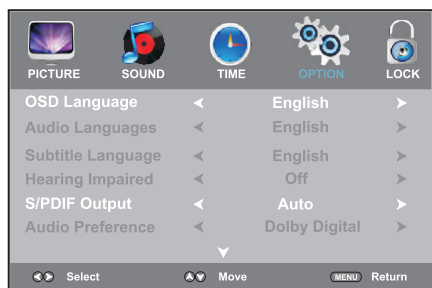 PICTURE SOUND TIME OPTION LOCK
OSD Language English
Audio Languages English
Subtitle Language English
Hearing Impaired Off
S/PDIF Output Auto
Audio Preference Dolby Digital
Select Move MENU Return